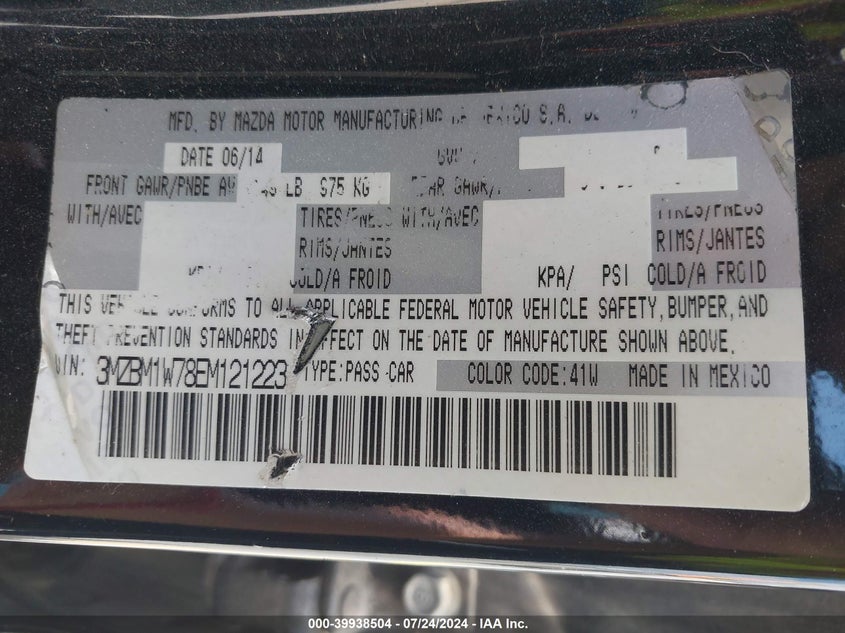 MFD. BY MAZDA MOTOR MANUFACTURING S.A.
DATE 06/14
FRONT GAWR/PNBE AV LB 975 KG GAWR/
WITH/AVEC TIRES/PNEUS WITH/AVEC TIRES/PNEUS
RIMS/JANTES RIMS/JANTES
COLD/A FROID KPA/ PSI COLD/A FROID
THIS VEHICLE CONFORMS TO ALL APPLICABLE FEDERAL MOTOR VEHICLE SAFETY, BUMPER, AND
THEFT PREVENTION STANDARDS IN EFFECT ON THE DATE OF MANUFACTURE SHOWN ABOVE.
VIN: 3MZBM1W78EM121223 TYPE:PASS-CAR COLOR CODE:41W MADE IN MEXICO
000-39938504 - 07/24/2024 - IAA Inc.